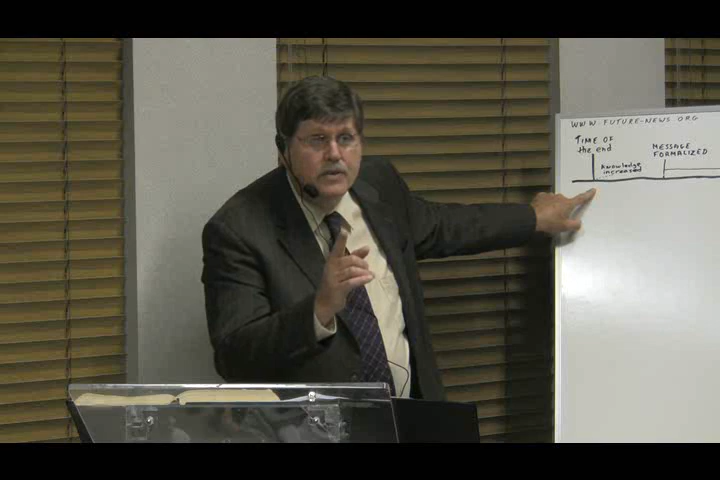 WWW. FUTURE-NEWS.ORG
TIME OF
the end
MESSAGE
FORMALIZED
Knowledge
increased